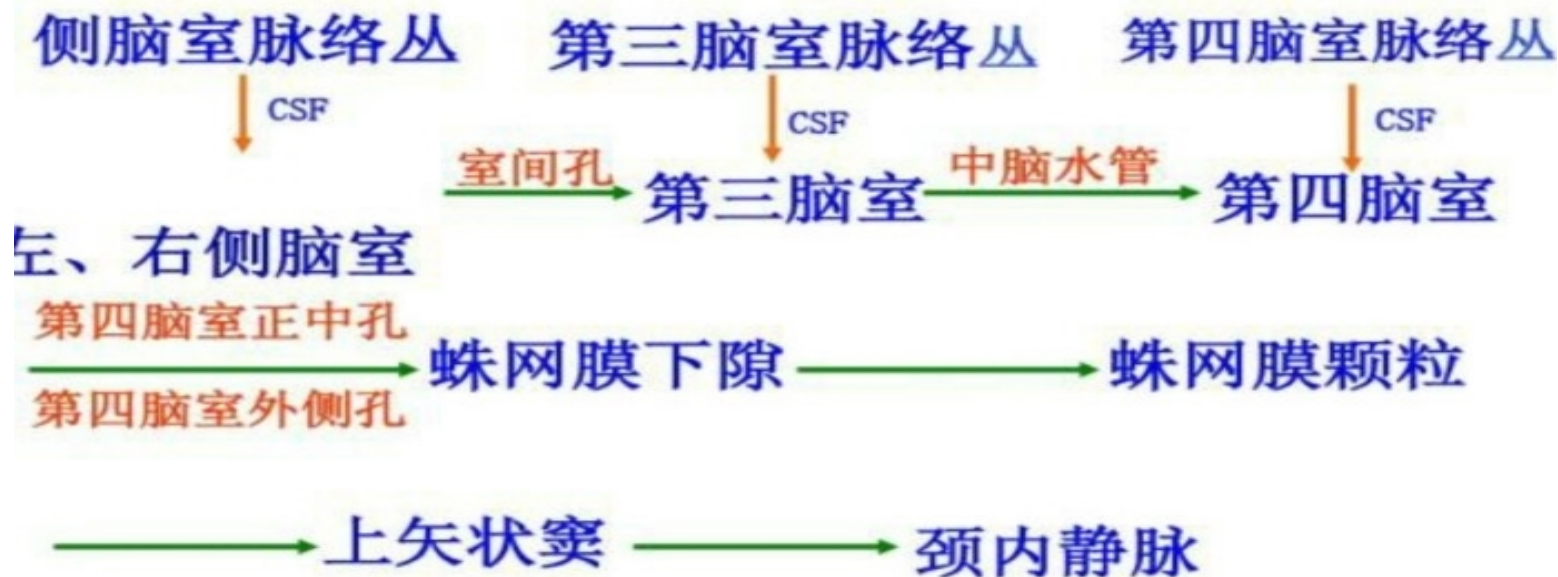 侧脑室脉络丛 第三脑室脉络丛 第四脑室脉络丛
CSF CSF CSF
室间孔 中脑水管
第三脑室 第四脑室
左、右侧脑室
第四脑室正中孔
蛛网膜下隙 蛛网膜颗粒
第四脑室外侧孔
上矢状窦 颈内静脉